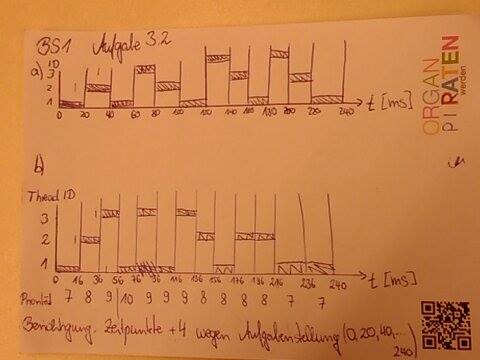 BS1 Aufgabe 3.2
a) ID
3
2
1
0 20 40 60 80 100 120 140 160 180 200 220 240 t [ms]
b)
Thread ID
3
2
1
0 16 36 56 76 96 116 136 156 176 196 216 236 240 t [ms]
Priorität 7 8 9 10 9 9 9 8 8 8 8 7 7
Berichtigung. Zeitpunkte +4 wegen Aufgabenstellung (0, 20, 40, ...
240)
ORGAN
piRATEN
werden